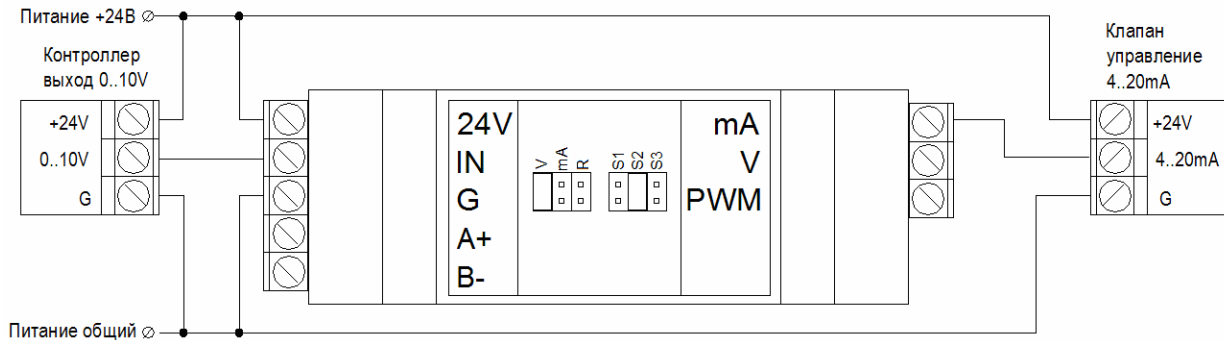 Питание +24В
Контроллер
выход 0..10V
+24V
0..10V
G
24V
IN
G
A+
B-
V
mA
R
S1
S2
S3
mA
V
PWM
Клапан
управление
4..20mA
+24V
4..20mA
G
Питание общий